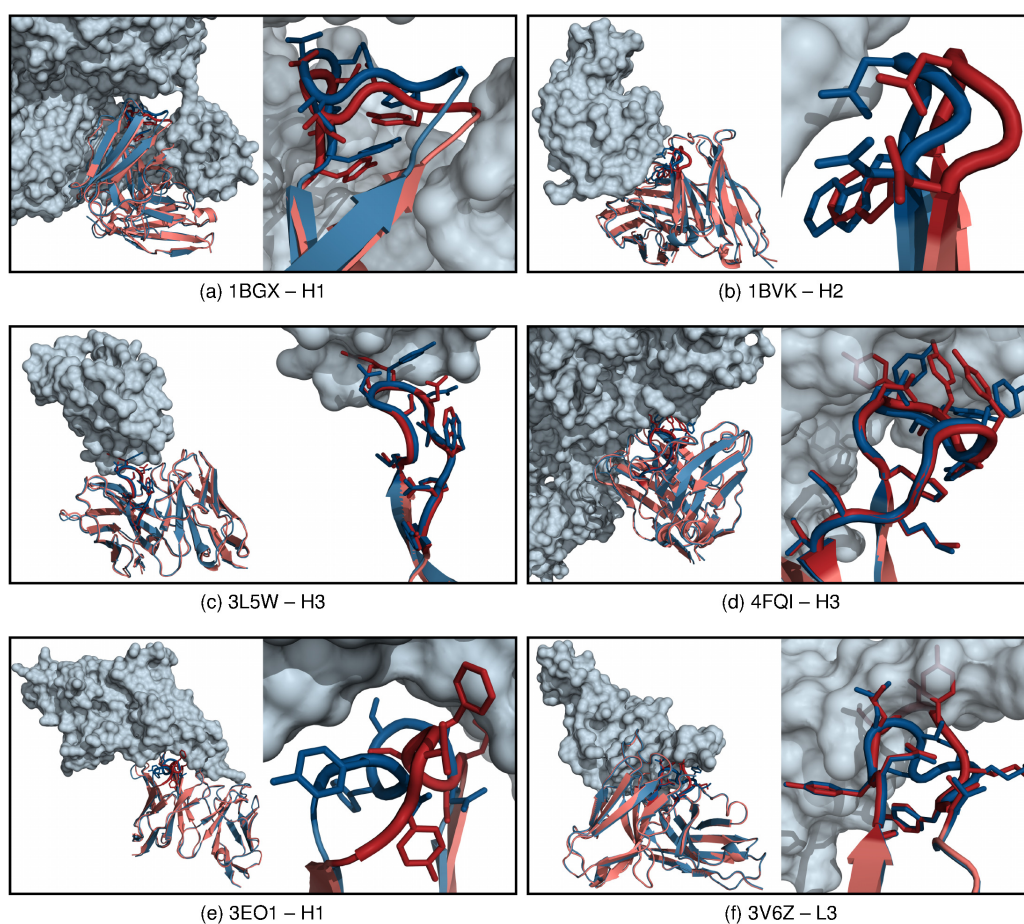 (a) 1BGX – H1
(b) 1BVK – H2
(c) 3L5W – H3
(d) 4FQI – H3
(e) 3EO1 – H1
(f) 3V6Z – L3